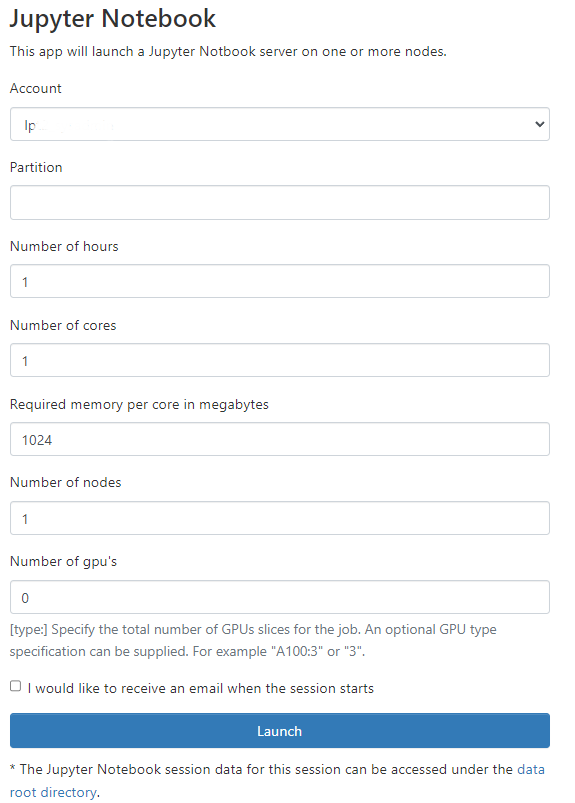 Jupyter Notebook
This app will launch a Jupyter Notbook server on one or more nodes.
Account
Partition
Number of hours
1
Number of cores
1
Required memory per core in megabytes
1024
Number of nodes
1
Number of gpu's
0
[type:] Specify the total number of GPUs slices for the job. An optional GPU type
specification can be supplied. For example "A100:3" or "3".
I would like to receive an email when the session starts
Launch
* The Jupyter Notebook session data for this session can be accessed under the data
root directory.